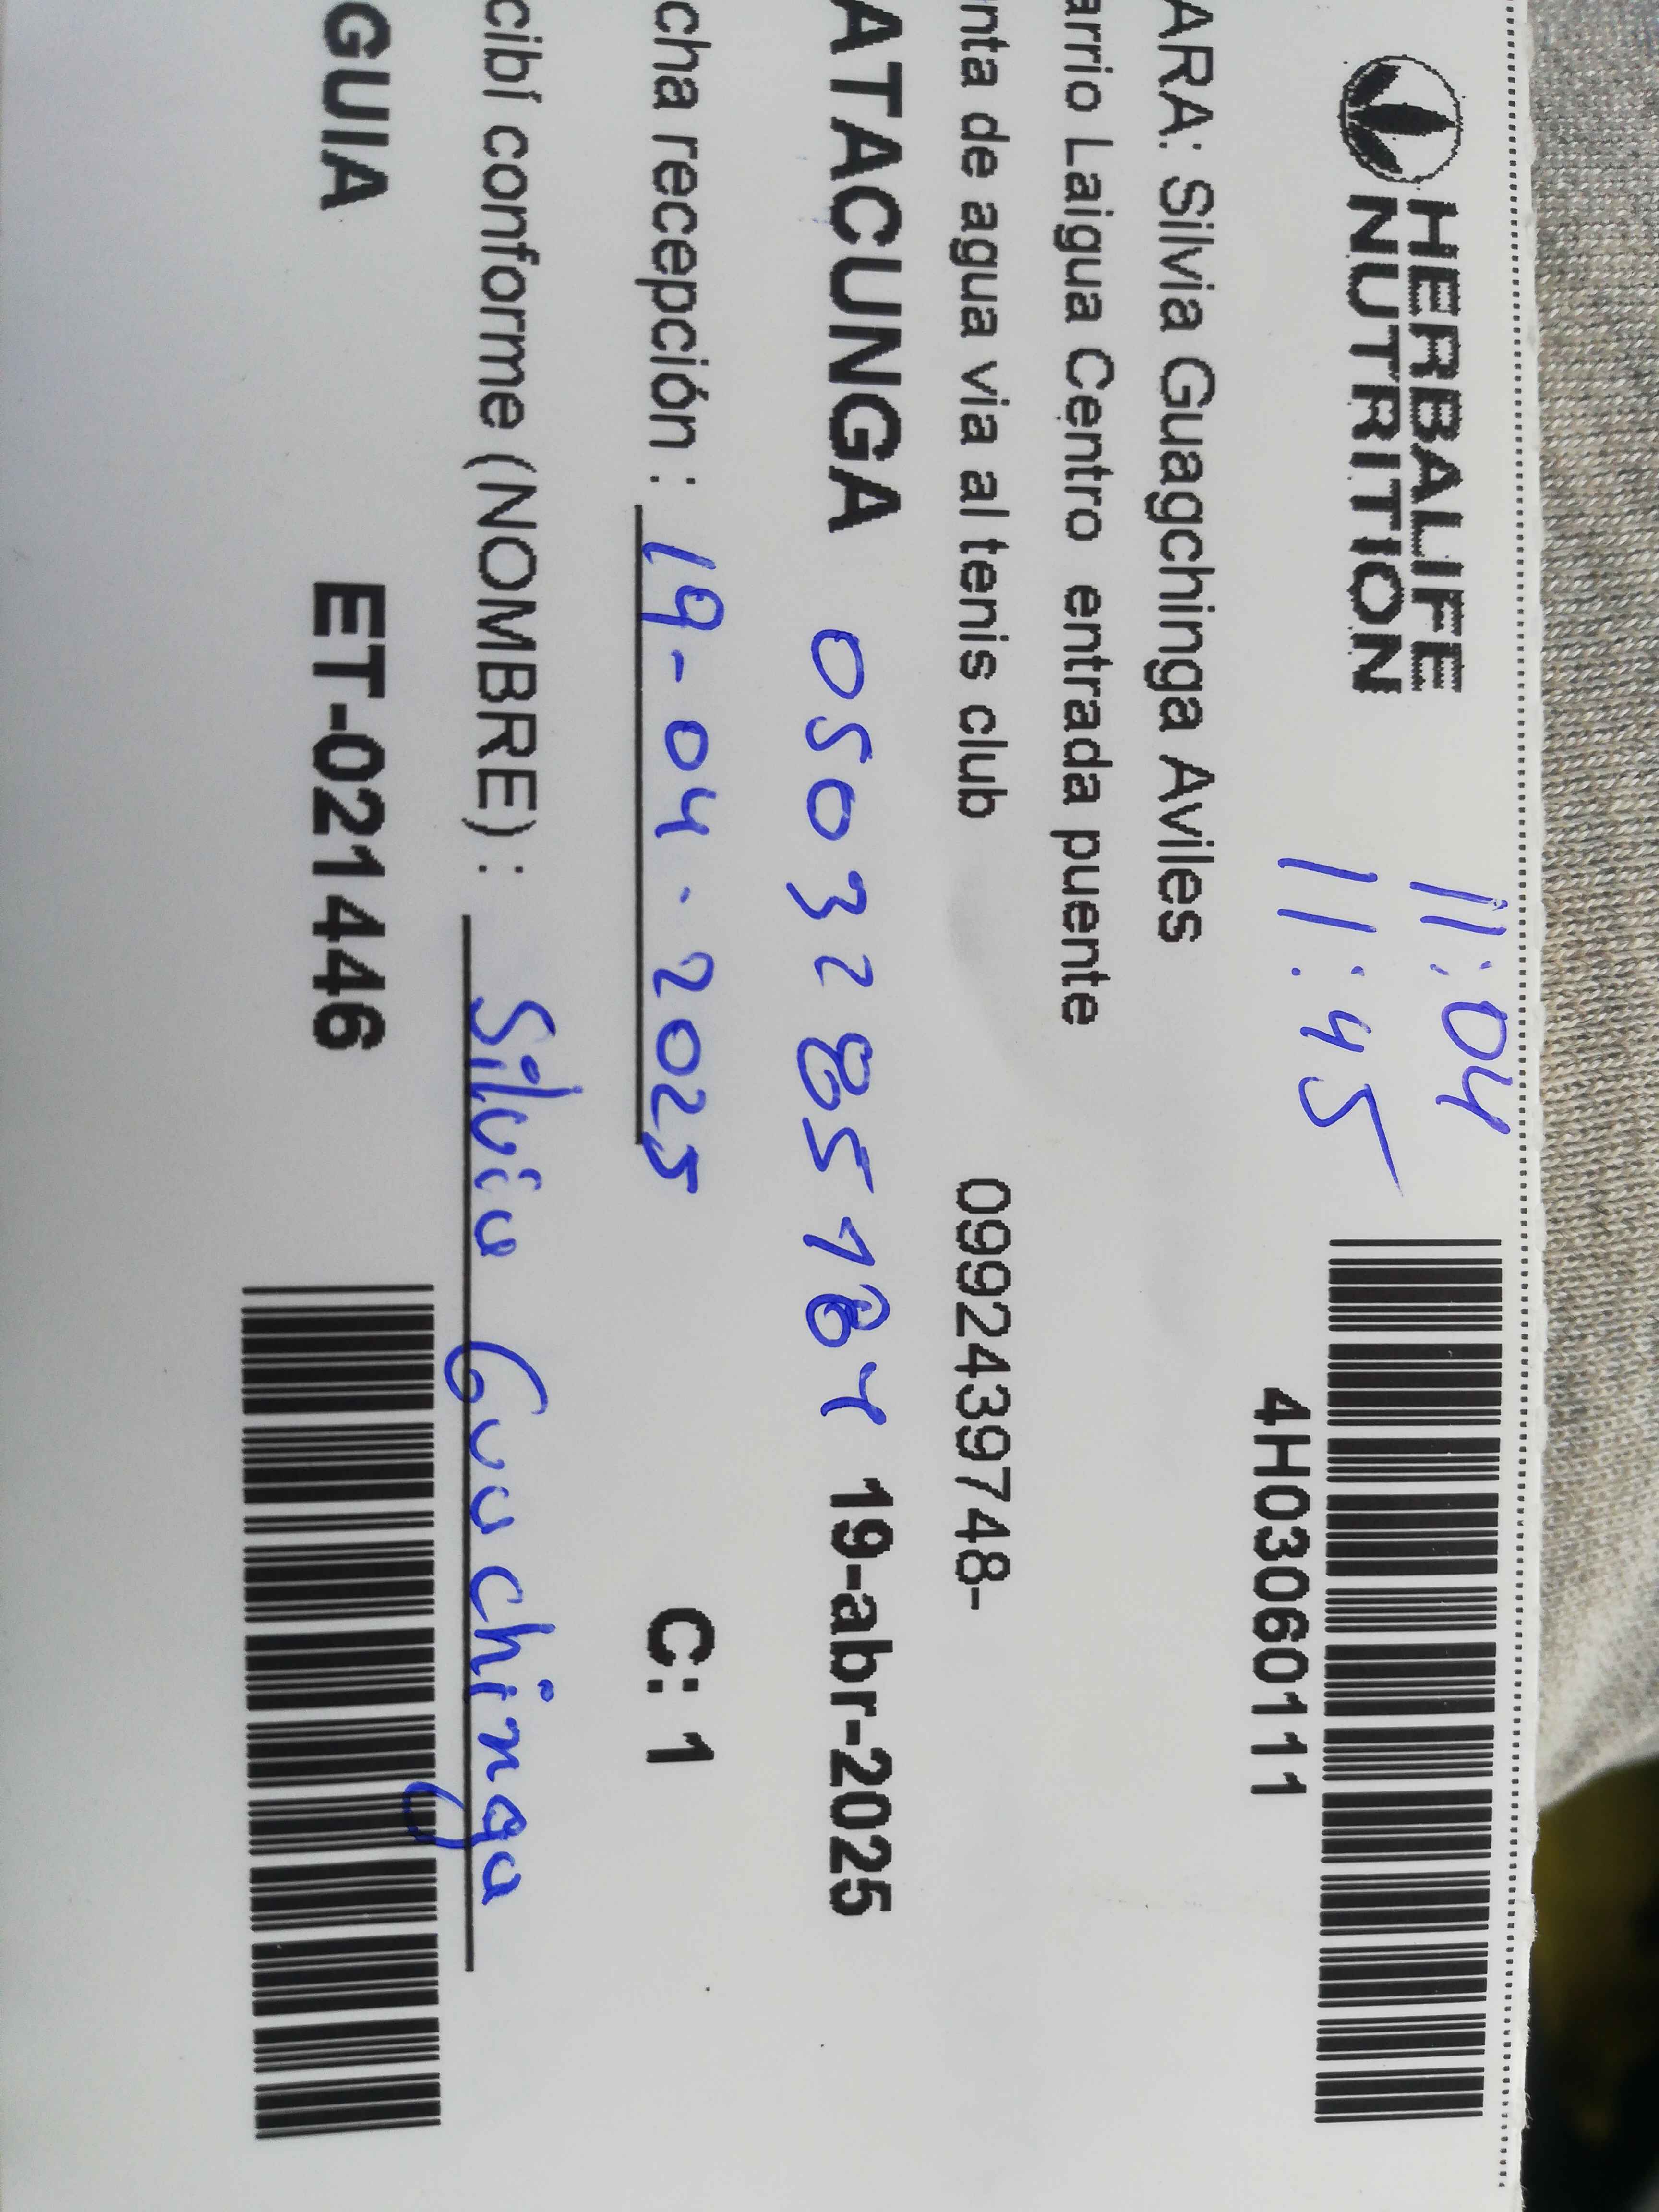 HERBALIFE
NUTRITION
11:04
11:45
4H03060111
ARA: Silvia Guagchinga Aviles
arrio Laigua Centro entrada puente
nta de agua via al tenis club 0992439748-
ATACUNGA 0503285184 19-abr-2025
cha recepción : 19-04-2025 C: 1
cibí conforme (NOMBRE) : Silvia Guachinga
GUIA ET-021446